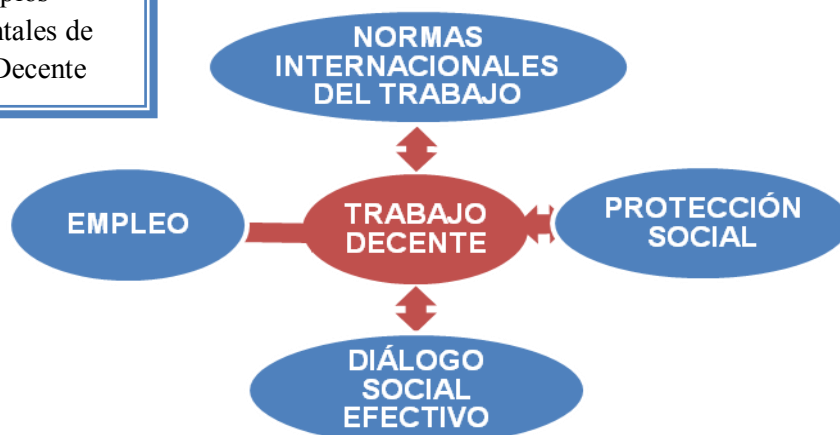 ntales de
Decente
NORMAS
INTERNACIONALES
DEL TRABAJO
EMPLEO
TRABAJO
DECENTE
PROTECCIÓN
SOCIAL
DIÁLOGO
SOCIAL
EFECTIVO